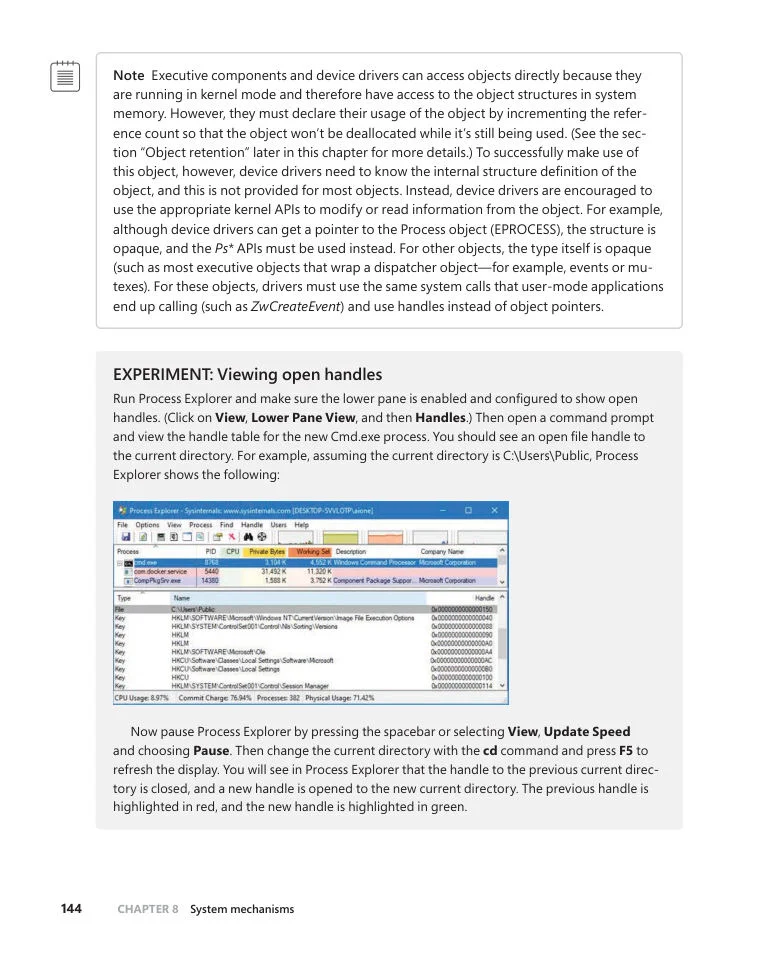 Note Executive components and device drivers can access objects directly because they
are running in kernel mode and therefore have access to the object structures in system
memory. However, they must declare their usage of the object by incrementing the refer-
ence count so that the object won’t be deallocated while it’s still being used. (See the sec-
tion “Object retention” later in this chapter for more details.) To successfully make use of
this object, however, device drivers need to know the internal structure definition of the
object, and this is not provided for most objects. Instead, device drivers are encouraged to
use the appropriate kernel APIs to modify or read information from the object. For example,
although device drivers can get a pointer to the Process object (EPROCESS), the structure is
opaque, and the Ps* APIs must be used instead. For other objects, the type itself is opaque
(such as most executive objects that wrap a dispatcher object—for example, events or mu-
texes). For these objects, drivers must use the same system calls that user-mode applications
end up calling (such as ZwCreateEvent) and use handles instead of object pointers.
EXPERIMENT: Viewing open handles
Run Process Explorer and make sure the lower pane is enabled and configured to show open
handles. (Click on View, Lower Pane View, and then Handles.) Then open a command prompt
and view the handle table for the new Cmd.exe process. You should see an open file handle to
the current directory. For example, assuming the current directory is C:\Users\Public, Process
Explorer shows the following:
Process Explorer - Sysinternals: www.sysinternals.com [DESKTOP-SVVLOTP\aione]
File Options View Process Find Handle Users Help
Process PID CPU Private Bytes Working Set Description Company Name
cmd.exe 8768 3,104 K 4,552 K Windows Command Processor Microsoft Corporation
com.docker.service 5440 31,492 K 11,320 K
CompPkgSrv.exe 14380 1,588 K 3,752 K Component Package Suppor... Microsoft Corporation
Type Name Handle
File C:\Users\Public 0x0000000000000150
Key HKLM\SOFTWARE\Microsoft\Windows NT\CurrentVersion\Image File Execution Options 0x0000000000000040
Key HKLM\SYSTEM\ControlSet001\Control\Nls\Sorting\Versions 0x0000000000000088
Key HKLM 0x0000000000000090
Key HKLM 0x00000000000000A0
Key HKLM\SOFTWARE\Microsoft\Ole 0x00000000000000A4
Key HKCU\Software\Classes\Local Settings\Software\Microsoft 0x00000000000000AC
Key HKCU\Software\Classes\Local Settings 0x00000000000000B0
Key HKCU 0x0000000000000100
Key HKLM\SYSTEM\ControlSet001\Control\Session Manager 0x0000000000000114
CPU Usage: 8.97% Commit Charge: 76.94% Processes: 382 Physical Usage: 71.42%
Now pause Process Explorer by pressing the spacebar or selecting View, Update Speed
and choosing Pause. Then change the current directory with the cd command and press F5 to
refresh the display. You will see in Process Explorer that the handle to the previous current direc-
tory is closed, and a new handle is opened to the new current directory. The previous handle is
highlighted in red, and the new handle is highlighted in green.
144 CHAPTER 8 System mechanisms